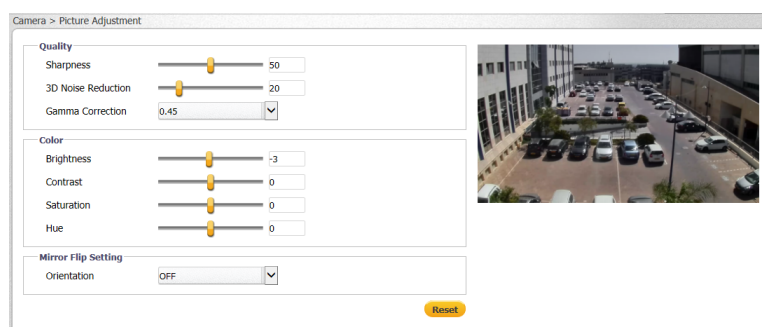 Camera > Picture Adjustment
Quality
Sharpness 50
3D Noise Reduction 20
Gamma Correction 0.45
Color
Brightness -3
Contrast 0
Saturation 0
Hue 0
Mirror Flip Setting
Orientation OFF
Reset